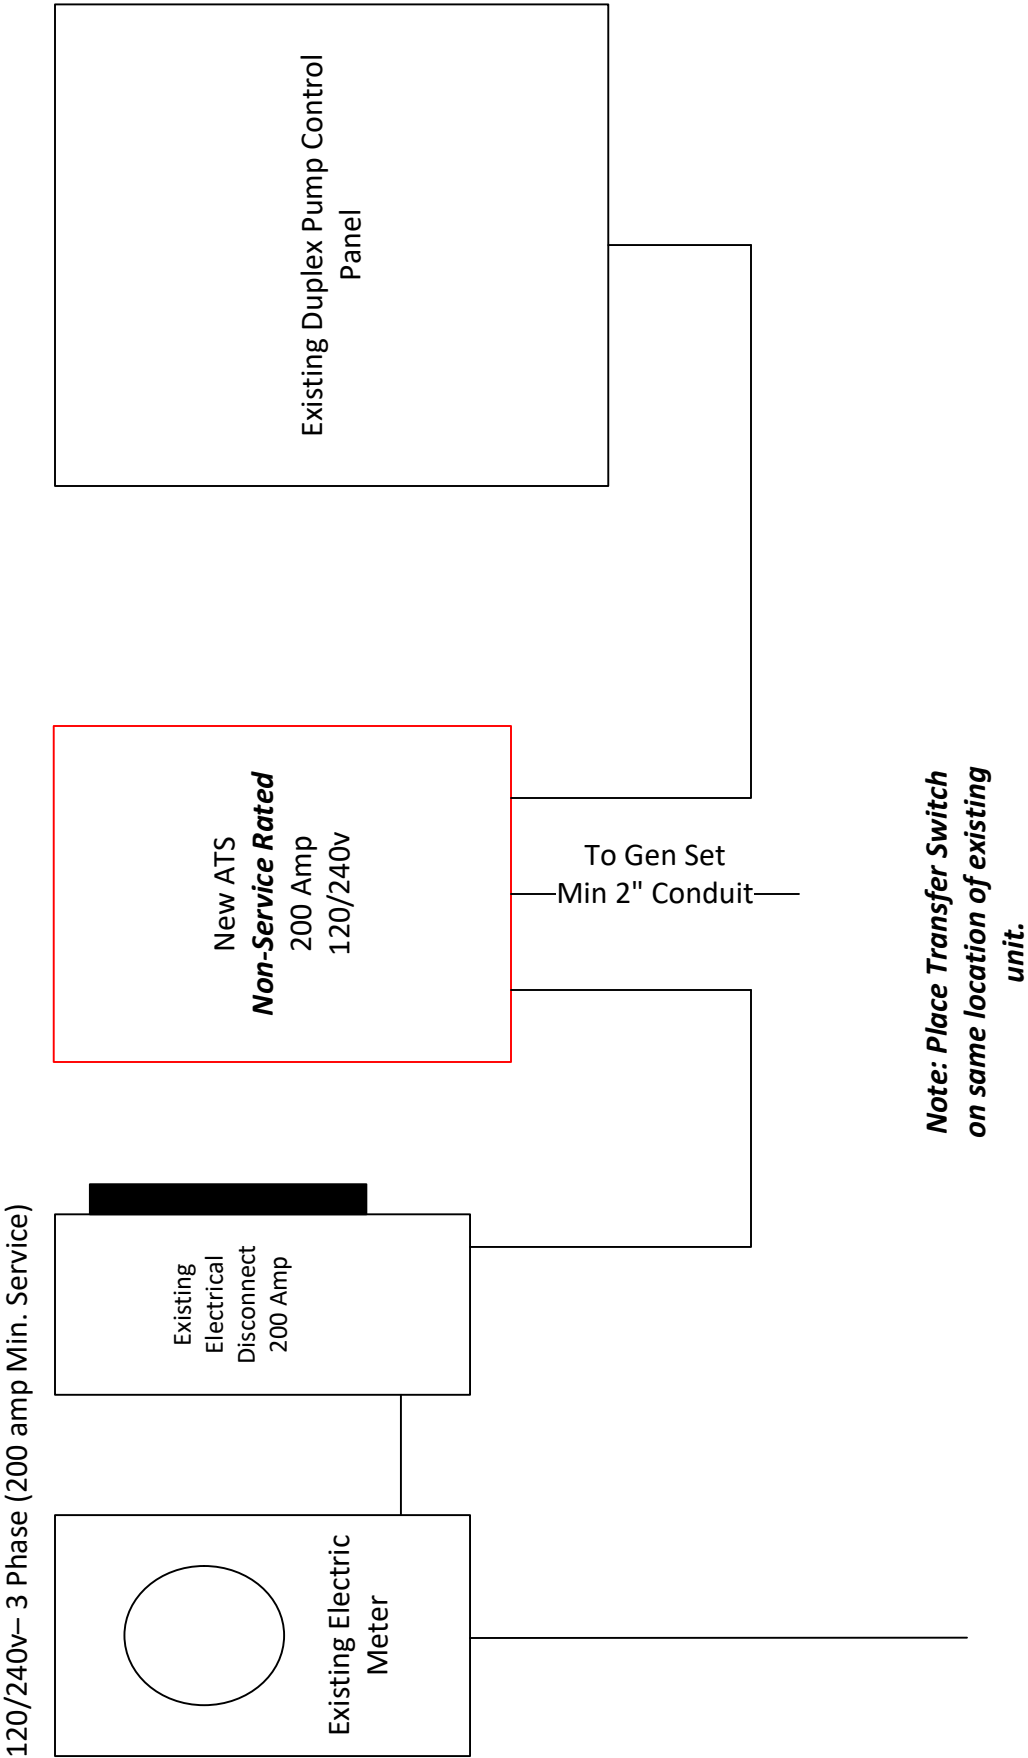 120/240v– 3 Phase (200 amp Min. Service)
Existing Electric
Meter
Existing
Electrical
Disconnect
200 Amp
New ATS
Non-Service Rated
200 Amp
120/240v
To Gen Set
Min 2" Conduit
Existing Duplex Pump Control
Panel
Note: Place Transfer Switch
on same location of existing
unit.